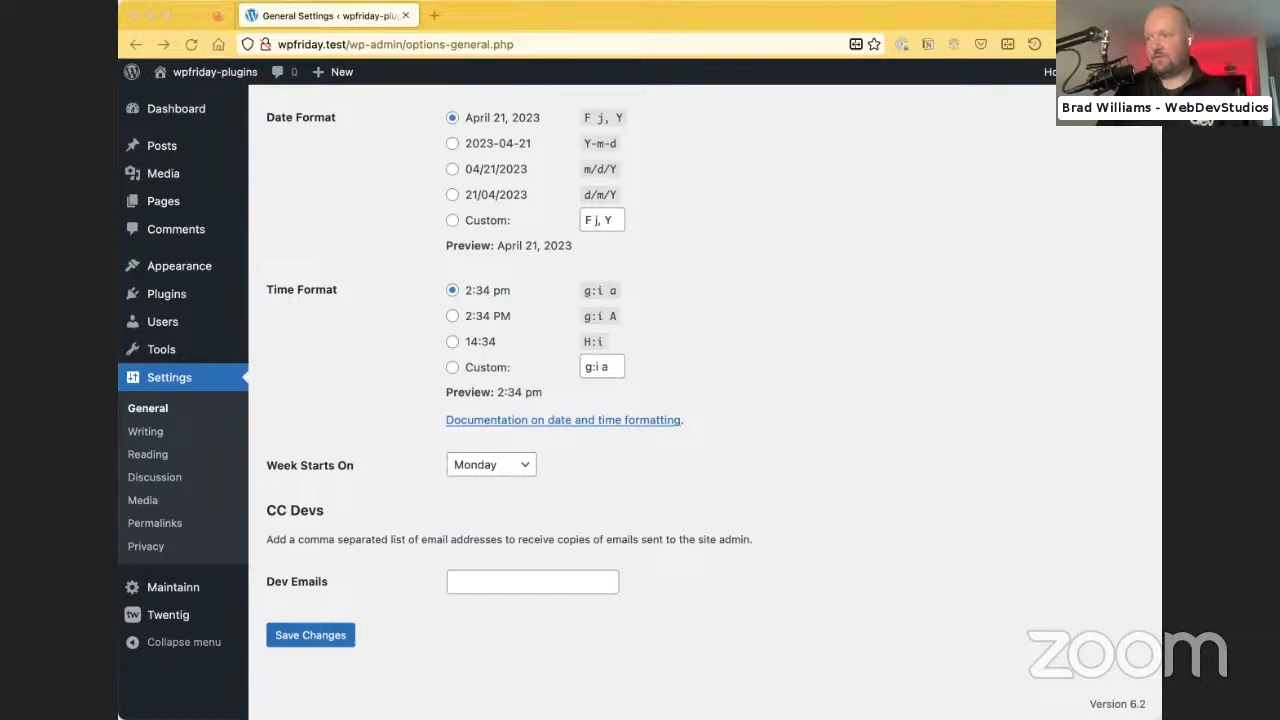 General Settings ‹ wpfriday-plug
wpfriday.test/wp-admin/options-general.php
wpfriday-plugins
0
New
Brad Williams - WebDevStudios
Dashboard
Posts
Media
Pages
Comments
Appearance
Plugins
Users
Tools
Settings
General
Writing
Reading
Discussion
Media
Permalinks
Privacy
Maintainn
tw Twentig
Collapse menu
Date Format
April 21, 2023 F j, Y
2023-04-21 Y-m-d
04/21/2023 m/d/Y
21/04/2023 d/m/Y
Custom: F j, Y
Preview: April 21, 2023
Time Format
2:34 pm g:i a
2:34 PM g:i A
14:34 H:i
Custom: g:i a
Preview: 2:34 pm
Documentation on date and time formatting.
Week Starts On Monday
CC Devs
Add a comma separated list of email addresses to receive copies of emails sent to the site admin.
Dev Emails
Save Changes
zoom
Version 6.2